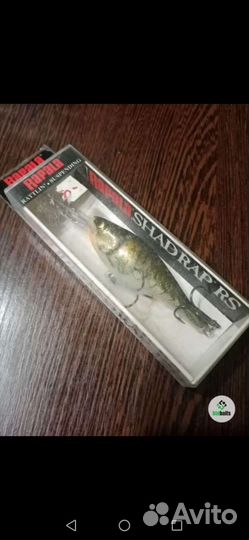 RAPALA
RAPALA
RATTLIN' • SUSPENDING
RAPALA
SHAD RAP RS
Avito